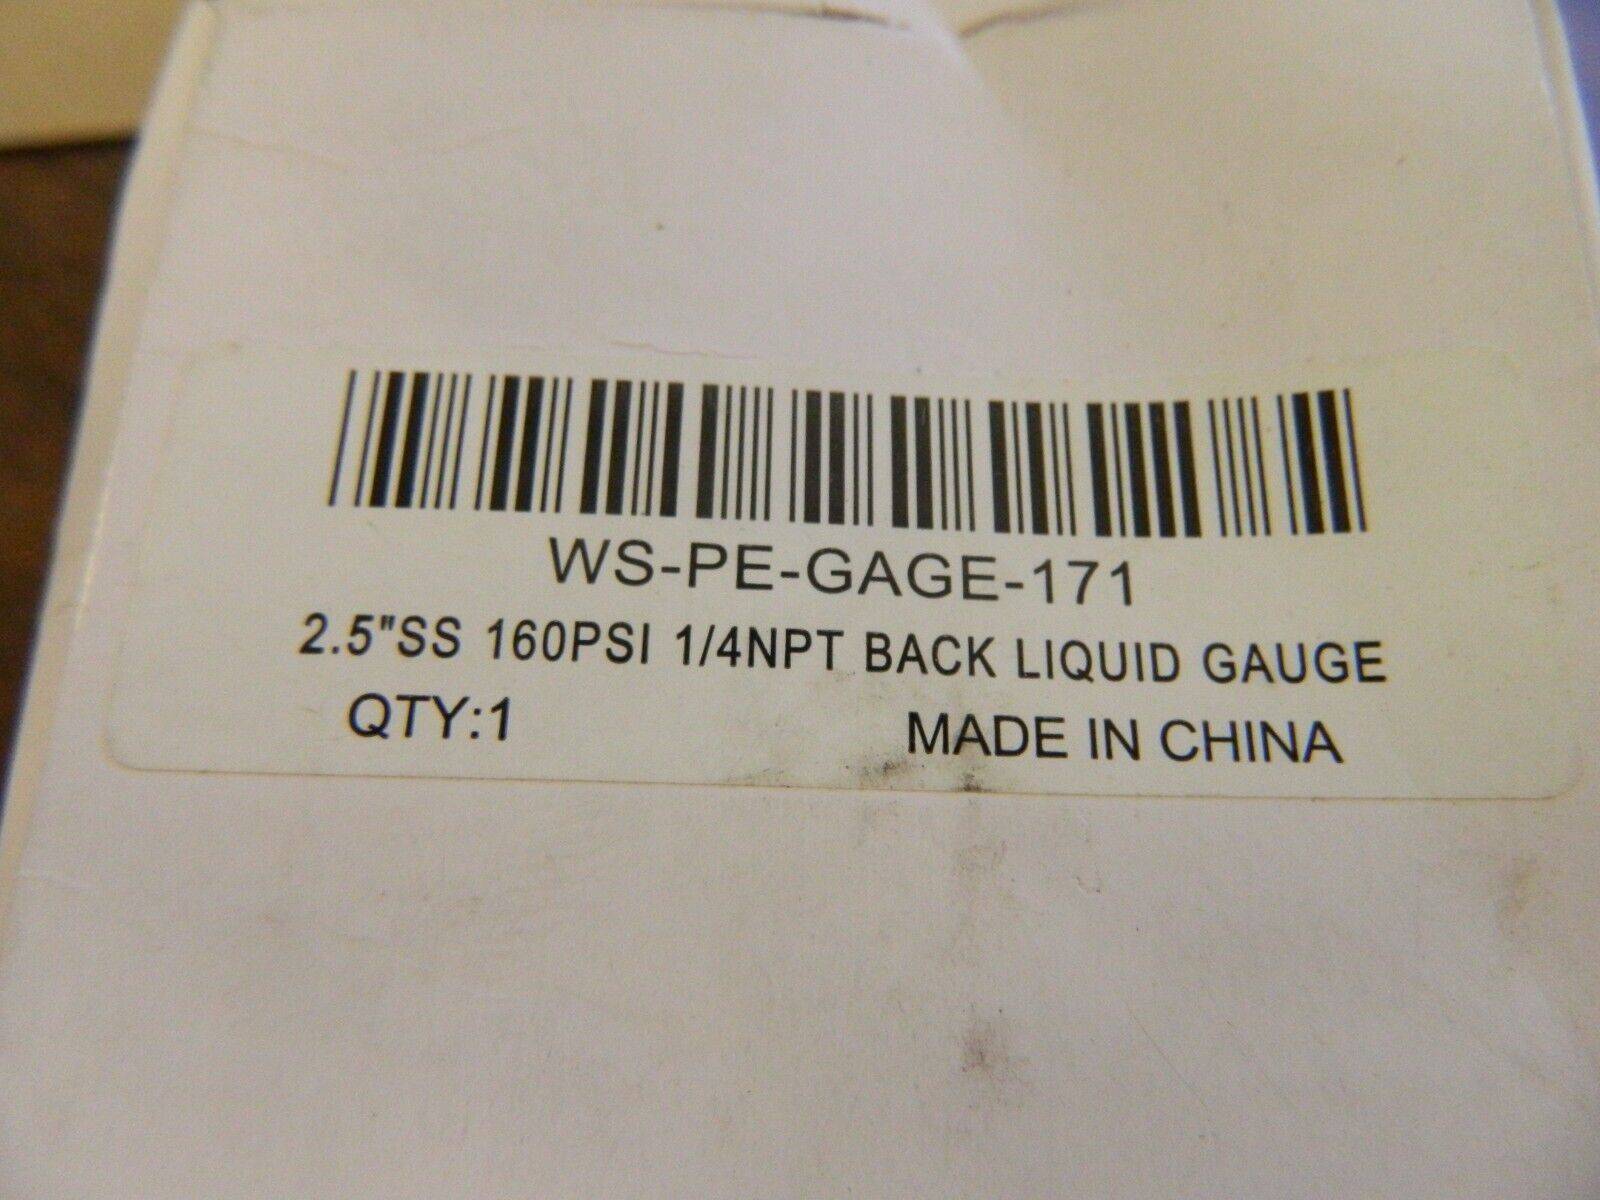 WS-PE-GAGE-171
2.5"SS 160PSI 1/4NPT BACK LIQUID GAUGE
QTY:1 MADE IN CHINA